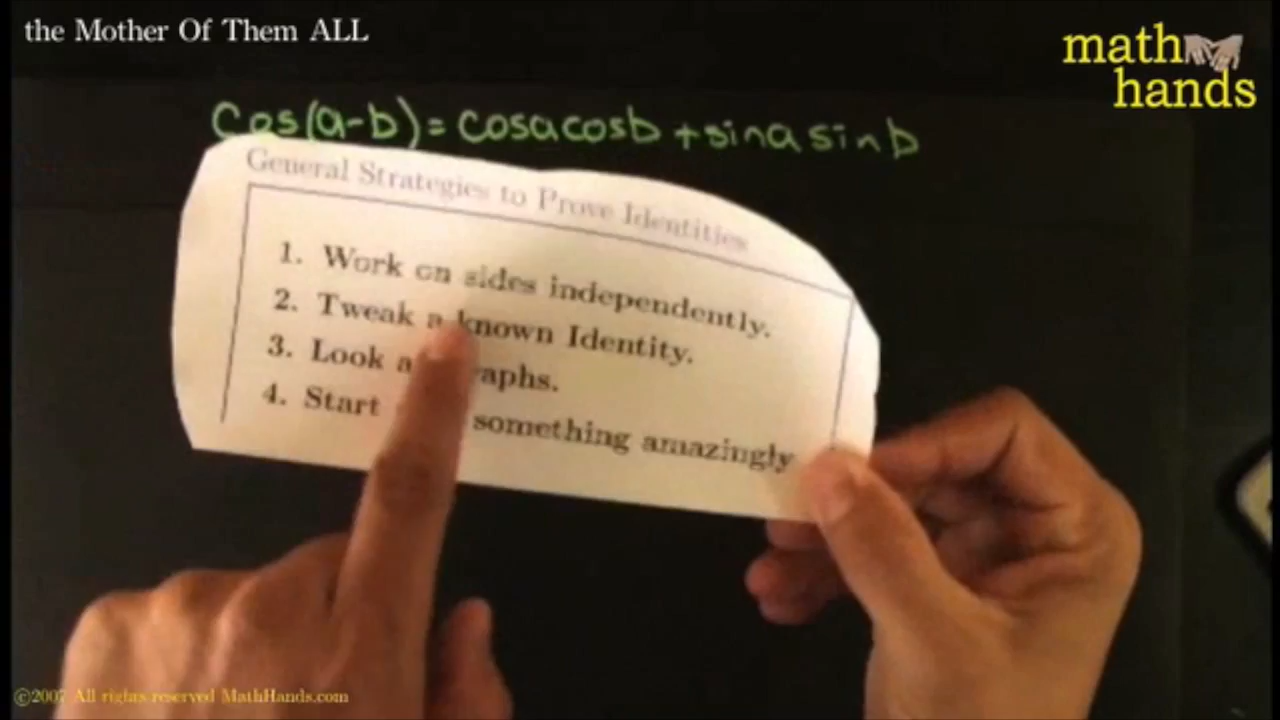 the Mother Of Them ALL
math
hands
Cos(a-b)=cosacosb+sinasinb
General Strategies to Prove Identities
1. Work on sides independently.
2. Tweak a known Identity.
3. Look
4. Start something amazingly
©2007 All rights reserved MathHands.com